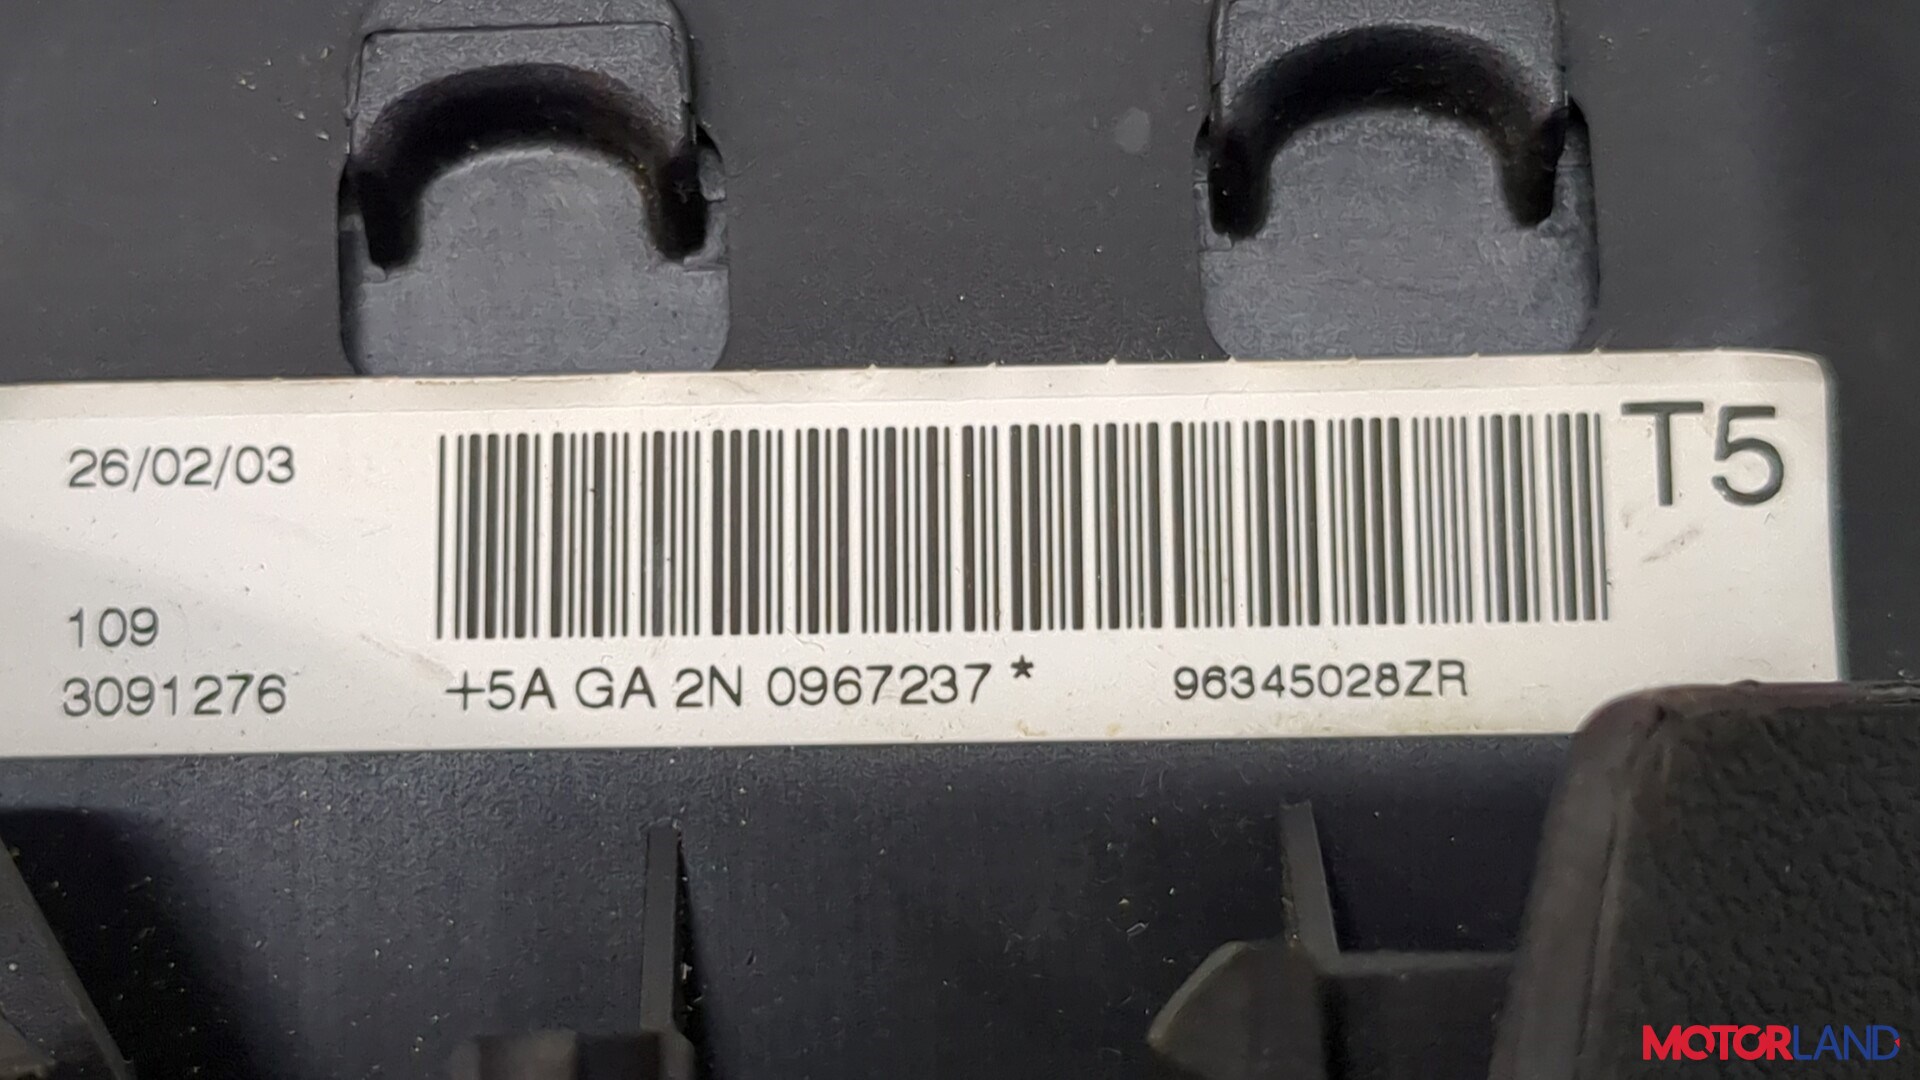 26/02/03
T5
109
3091276
+5A GA 2N 0967237 *
96345028ZR
MOTORLAND